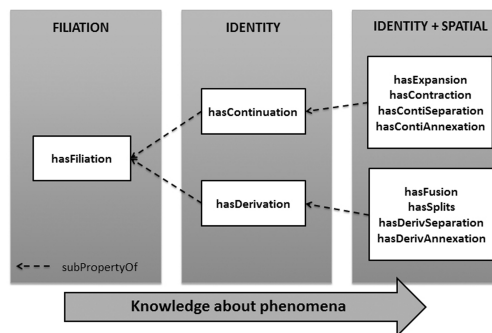 FILIATION
IDENTITY
IDENTITY + SPATIAL
hasFiliation
hasContinuation
hasDerivation
hasExpansion
hasContraction
hasContiSeparation
hasContiAnnexation
hasFusion
hasSplits
hasDerivSeparation
hasDerivAnnexation
subPropertyOf
Knowledge about phenomena